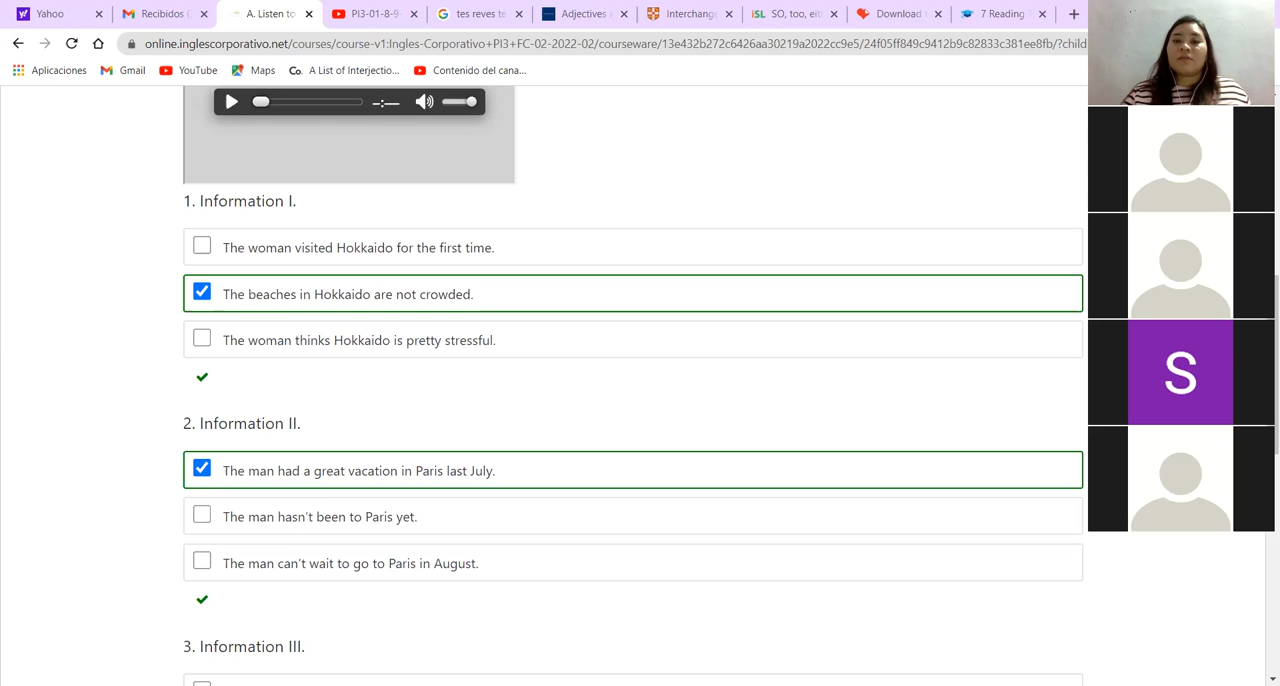 Yahoo
Recibidos (
A. Listen to
PI3-01-8-9-
tes reves te
Adjectives
Interchang
SO, too, eit
Download
7 Reading
online.inglescorporativo.net/courses/course-v1:Ingles-Corporativo+PI3+FC-02-2022-02/courseware/13e432b272c6426aa30219a2022cc9e5/24f05ff849c9412b9c82833c381ee8fb/?child
Aplicaciones
Gmail
YouTube
Maps
Co. A List of Interjectio...
Contenido del cana...
-:--
1. Information I.
The woman visited Hokkaido for the first time.
The beaches in Hokkaido are not crowded.
The woman thinks Hokkaido is pretty stressful.
2. Information II.
The man had a great vacation in Paris last July.
The man hasn’t been to Paris yet.
The man can’t wait to go to Paris in August.
3. Information III.
S